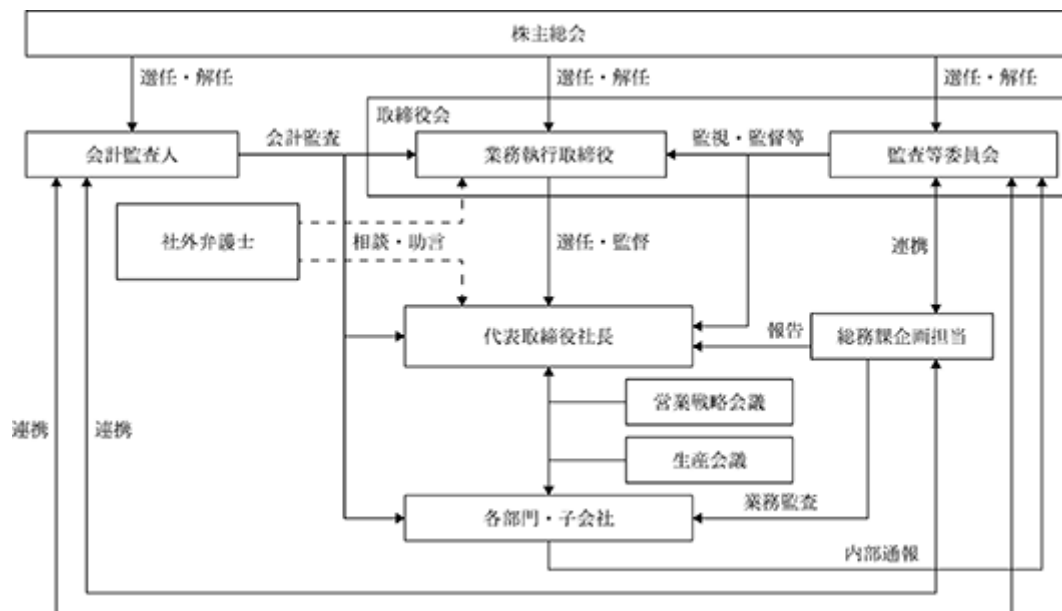 株主総会
選任・解任
選任・解任
選任・解任
取締役会
会計監査人
会計監査
業務執行取締役
監視・監督等
監査等委員会
社外弁護士
相談・助言
選任・監督
連携
代表取締役社長
報告
総務課企画担当
営業戦略会議
連携
連携
生産会議
各部門・子会社
業務監査
内部通報